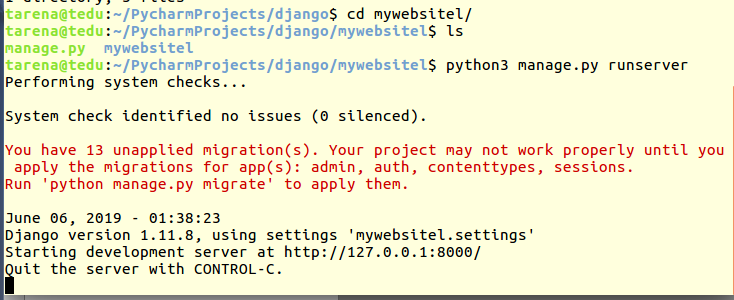 tarena@tedu:~/PycharmProjects/django$ cd mywebsitel/
tarena@tedu:~/PycharmProjects/django/mywebsitel$ ls
manage.py  mywebsitel
tarena@tedu:~/PycharmProjects/django/mywebsitel$ python3 manage.py runserver
Performing system checks...
System check identified no issues (0 silenced).
You have 13 unapplied migration(s). Your project may not work properly until you
apply the migrations for app(s): admin, auth, contenttypes, sessions.
Run 'python manage.py migrate' to apply them.
June 06, 2019 - 01:38:23
Django version 1.11.8, using settings 'mywebsitel.settings'
Starting development server at http://127.0.0.1:8000/
Quit the server with CONTROL-C.